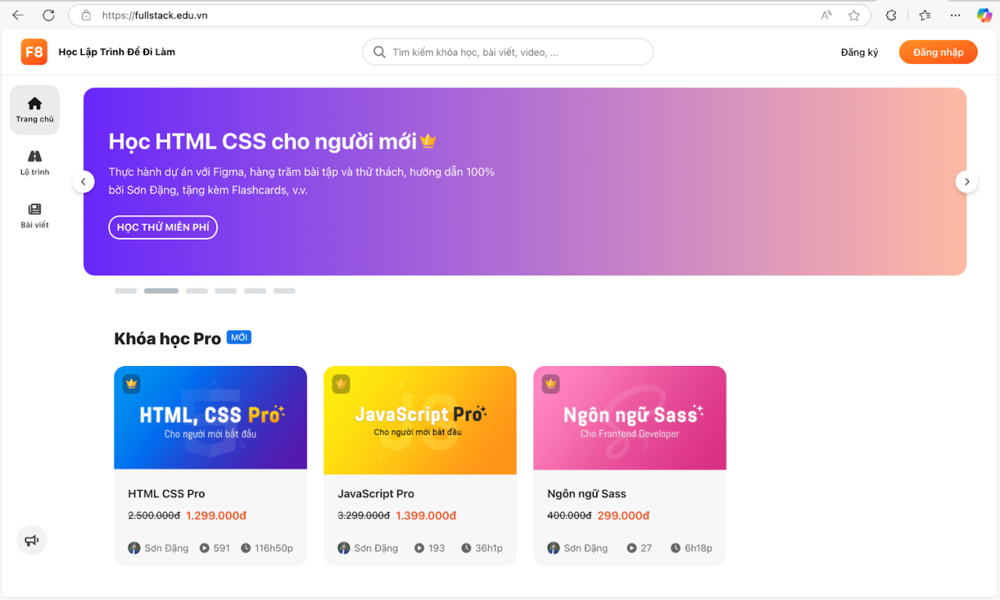 https://fullstack.edu.vn
F8 Học Lập Trình Để Đi Làm
Tìm kiếm khóa học, bài viết, video, ...
Đăng ký
Đăng nhập
Trang chủ
Lộ trình
Bài viết
Học HTML CSS cho người mới
Thực hành dự án với Figma, hàng trăm bài tập và thử thách, hướng dẫn 100%
bởi Sơn Đặng, tặng kèm Flashcards, v.v.
HỌC THỬ MIỄN PHÍ
Khóa học Pro MỚI
HTML, CSS Pro
Cho người mới bắt đầu
HTML CSS Pro
2.500.000đ 1.299.000đ
Sơn Đặng 591 116h50p
JS
JavaScript Pro
Cho người mới bắt đầu
JavaScript Pro
3.299.000đ 1.399.000đ
Sơn Đặng 193 36h1p
Ngôn ngữ Sass
Cho Frontend Developer
Ngôn ngữ Sass
400.000đ 299.000đ
Sơn Đặng 27 6h18p